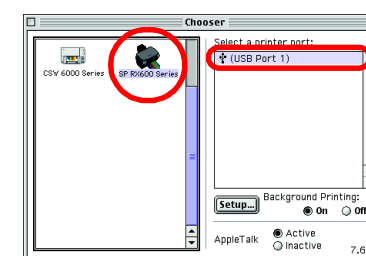 Chooser
Select a printer port:
(USB Port 1)
CSW 6000 Series
SP RX600 Series
Setup...
Background Printing:
On Off
AppleTalk
Active
Inactive
7.6